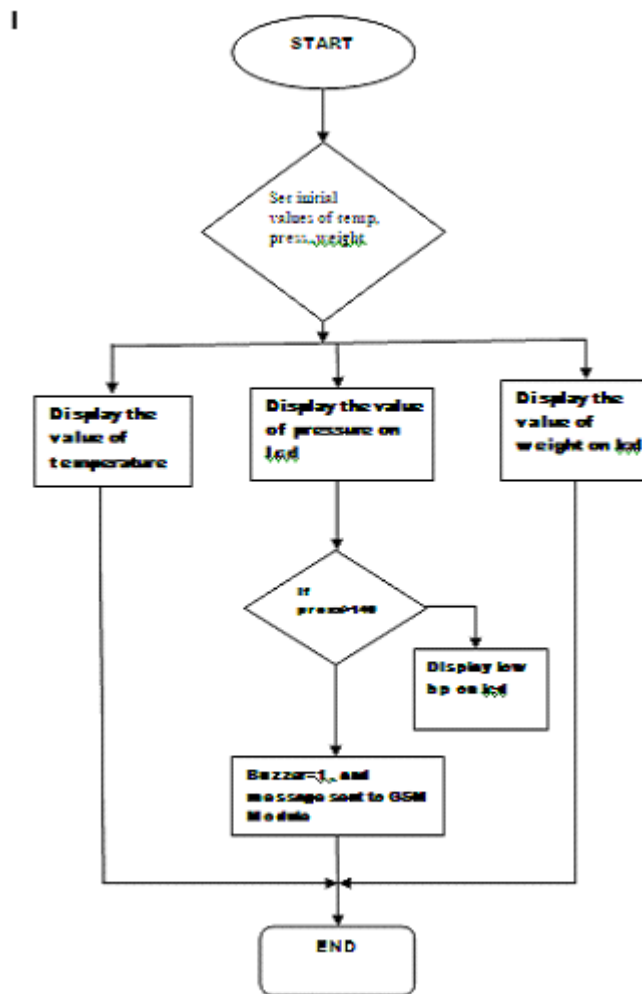 I
START
Set initial
values of temp,
press, weight
Display the
value of
temperature
Display the value
of pressure on
lcd
Display the
value of
weight on lcd
If
press>140
Display low
bp on lcd
Buzzer=1, and
message sent to GSM
Module
END